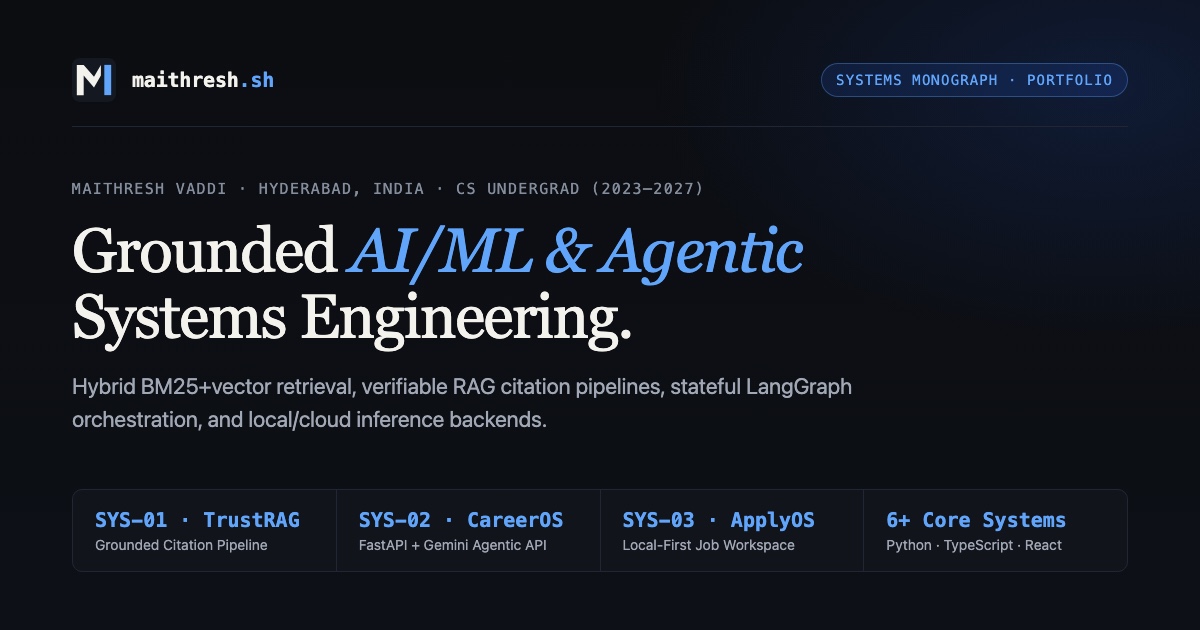 M
maithresh.sh
SYSTEMS MONOGRAPH · PORTFOLIO
MAITHRESH VADDI · HYDERABAD, INDIA · CS UNDERGRAD (2023–2027)
Grounded AI/ML & Agentic
Systems Engineering.
Hybrid BM25+vector retrieval, verifiable RAG citation pipelines, stateful LangGraph
orchestration, and local/cloud inference backends.
SYS–01 · TrustRAG
Grounded Citation Pipeline
SYS–02 · CareerOS
FastAPI + Gemini Agentic API
SYS–03 · ApplyOS
Local-First Job Workspace
6+ Core Systems
Python · TypeScript · React